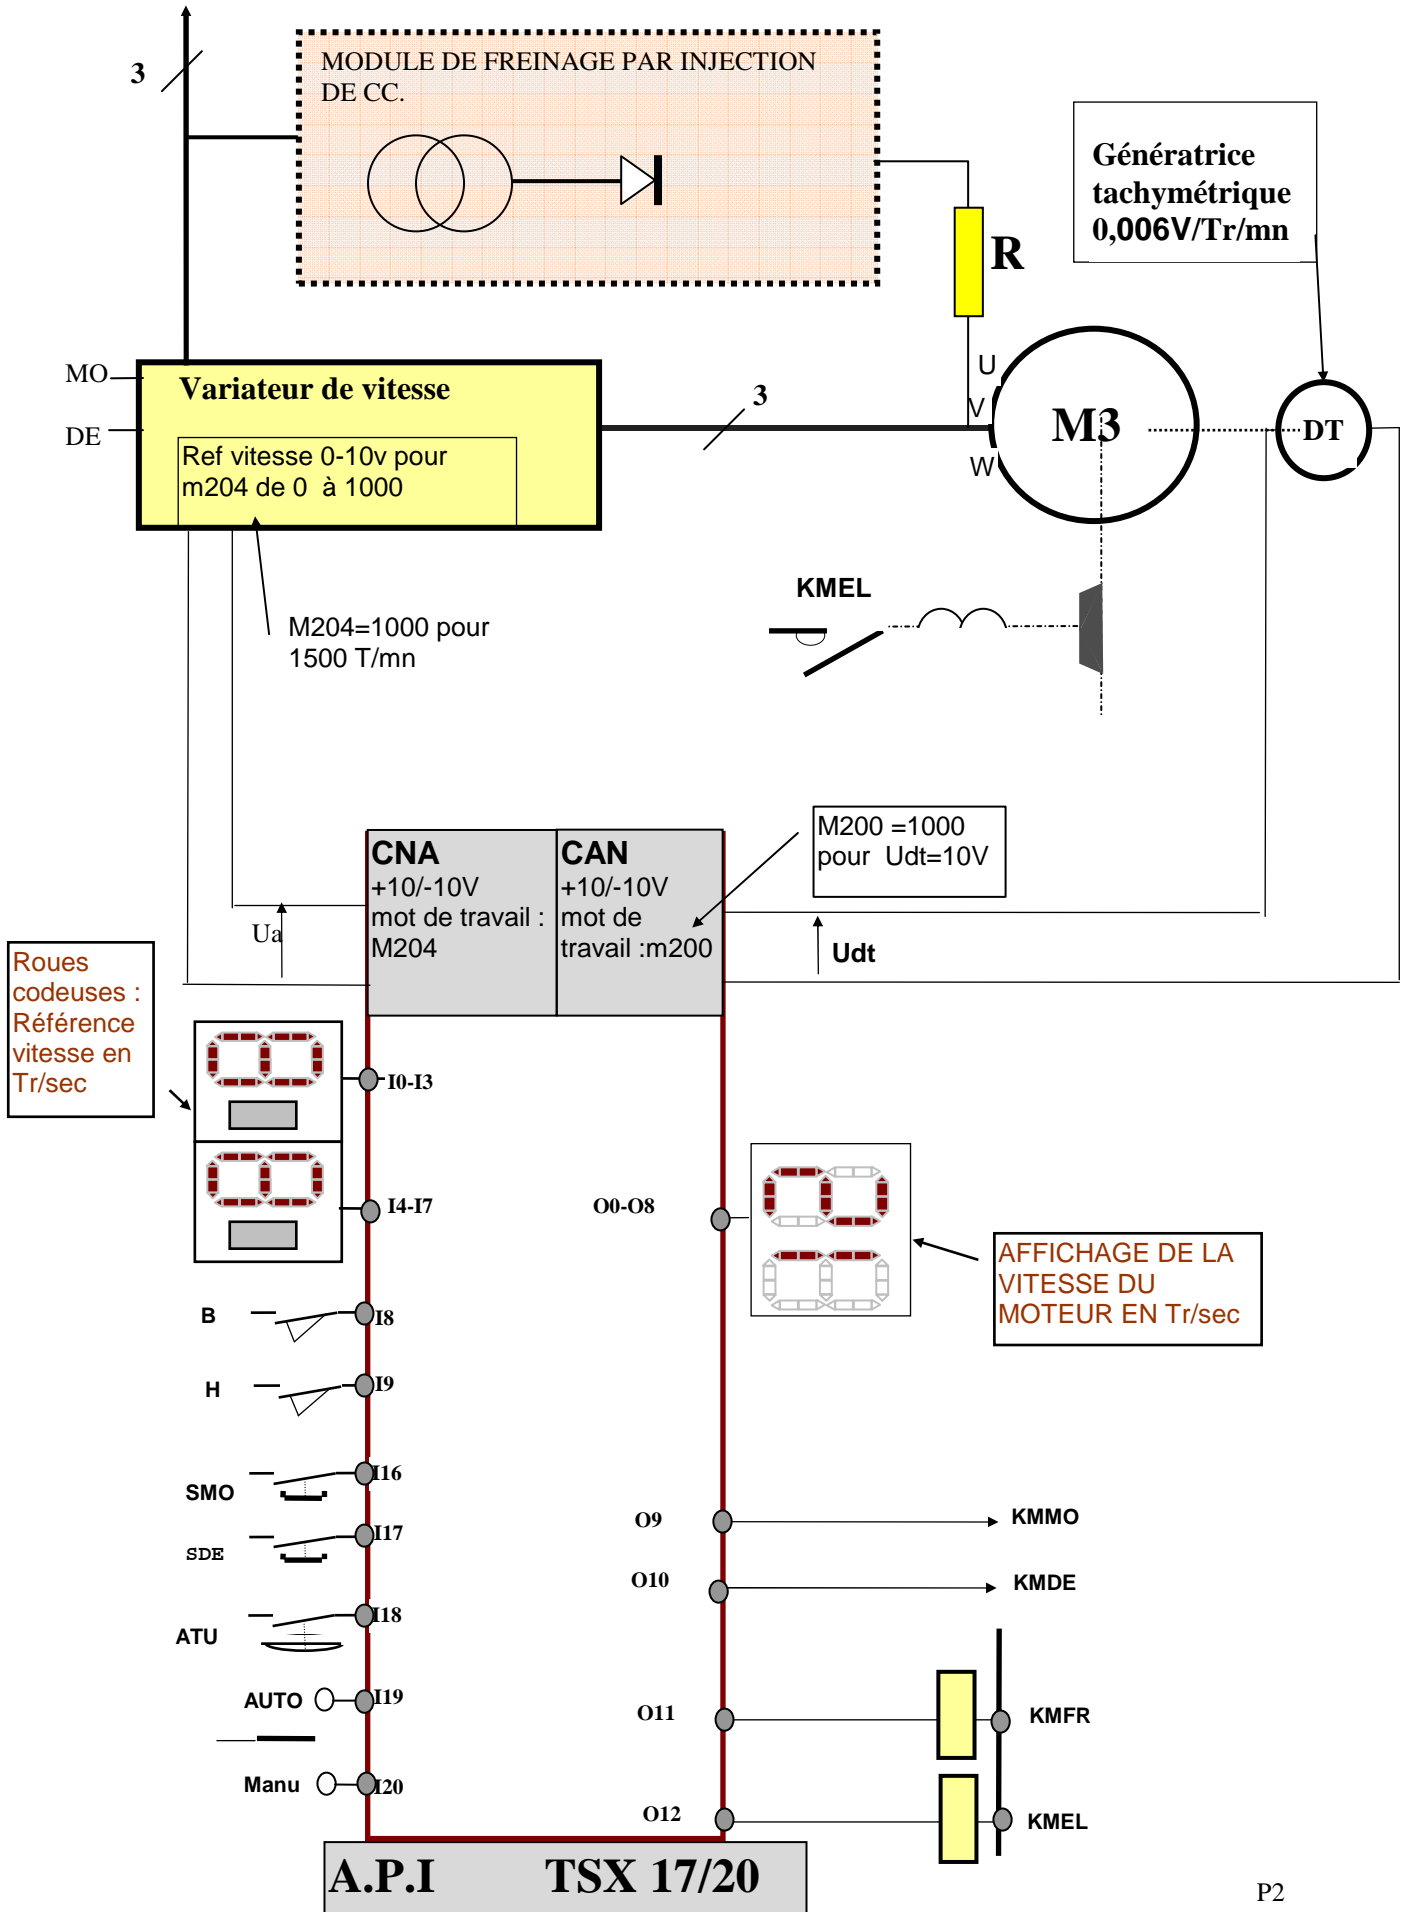 3
MODULE DE FREINAGE PAR INJECTION
DE CC.
Génératrice
tachymétrique
0,006V/Tr/mn
R
MO
DE
Variateur de vitesse
Ref vitesse 0-10v pour
m204 de 0 à 1000
3
U
V
W
M3
DT
KMEL
M204=1000 pour
1500 T/mn
CNA
+10/-10V
mot de travail :
M204
CAN
+10/-10V
mot de
travail :m200
M200 =1000
pour Udt=10V
Ua
Udt
Roues
codeuses :
Référence
vitesse en
Tr/sec
I0-I3
I4-I7
O0-O8
AFFICHAGE DE LA
VITESSE DU
MOTEUR EN Tr/sec
B
I8
H
I9
SMO
I16
SDE
I17
O9
KMMO
O10
KMDE
ATU
I18
AUTO
I19
O11
KMFR
Manu
I20
O12
KMEL
A.P.I TSX 17/20
P2